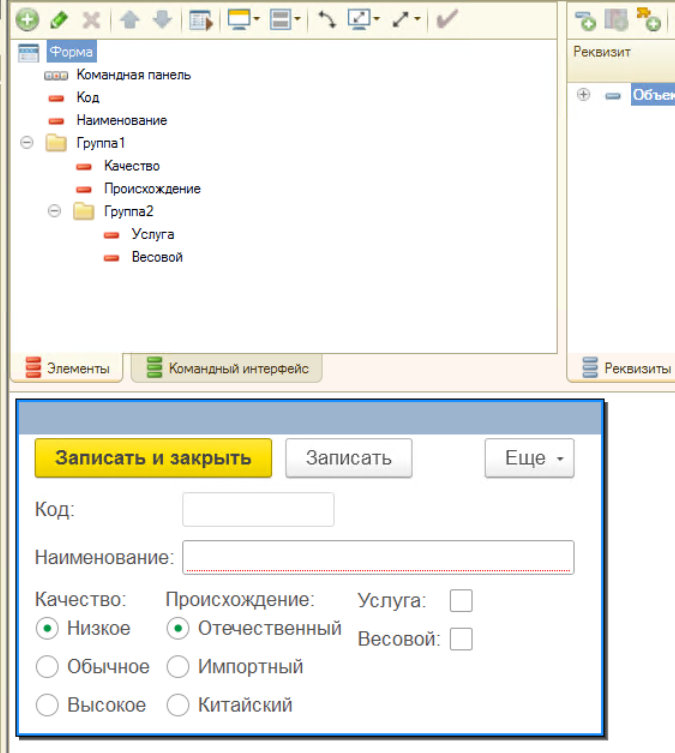 Реквизит
Форма
Командная панель
Объек
Код
Наименование
Группа1
Качество
Происхождение
Группа2
Услуга
Весовой
Элементы
Командный интерфейс
Реквизиты
Записать и закрыть
Записать
Еще
Код:
Наименование:
Качество: Происхождение: Услуга:
Низкое Отечественный
Весовой:
Обычное Импортный
Высокое Китайский